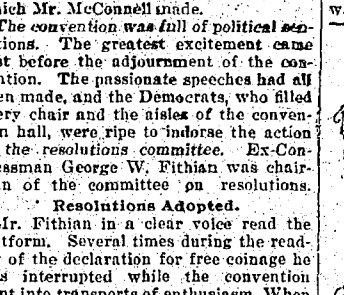 ich Mr. McConnell made.
The convention was full of political sen-
tions. The greatest excitement came
st before the adjournment of the con-
ntion. The passionate speeches had all
en made, and the Democrats, who filled
ery chair and the aisles of the conven-
n hall, were ripe to indorse the action
the resolutions committee. Ex-Con-
essman George W. Fithian was chair-
an of the committee on resolutions.
Resolutions Adopted.
Mr. Fithian in a clear voice read the
tform. Several times during the read-
of the declaration for free coinage he
s interrupted while the convention
nt into transports of enthusiasm. When